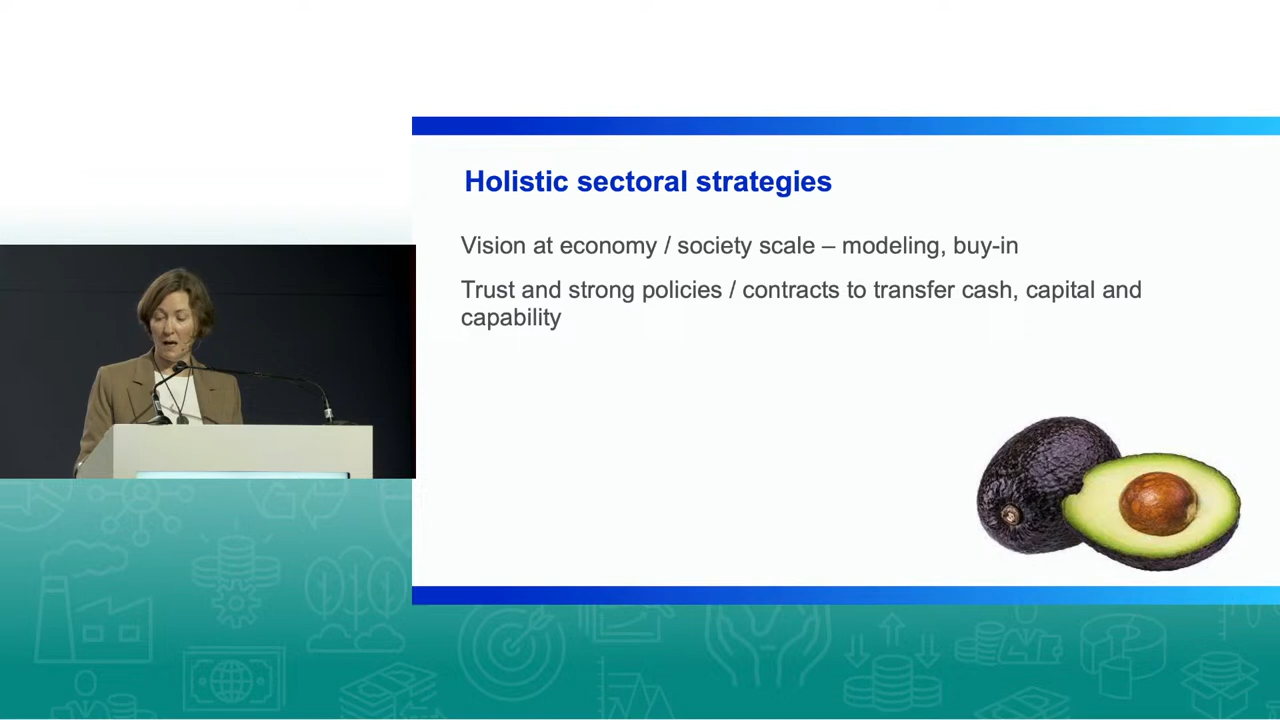 Holistic sectoral strategies
Vision at economy / society scale – modeling, buy-in
Trust and strong policies / contracts to transfer cash, capital and
capability